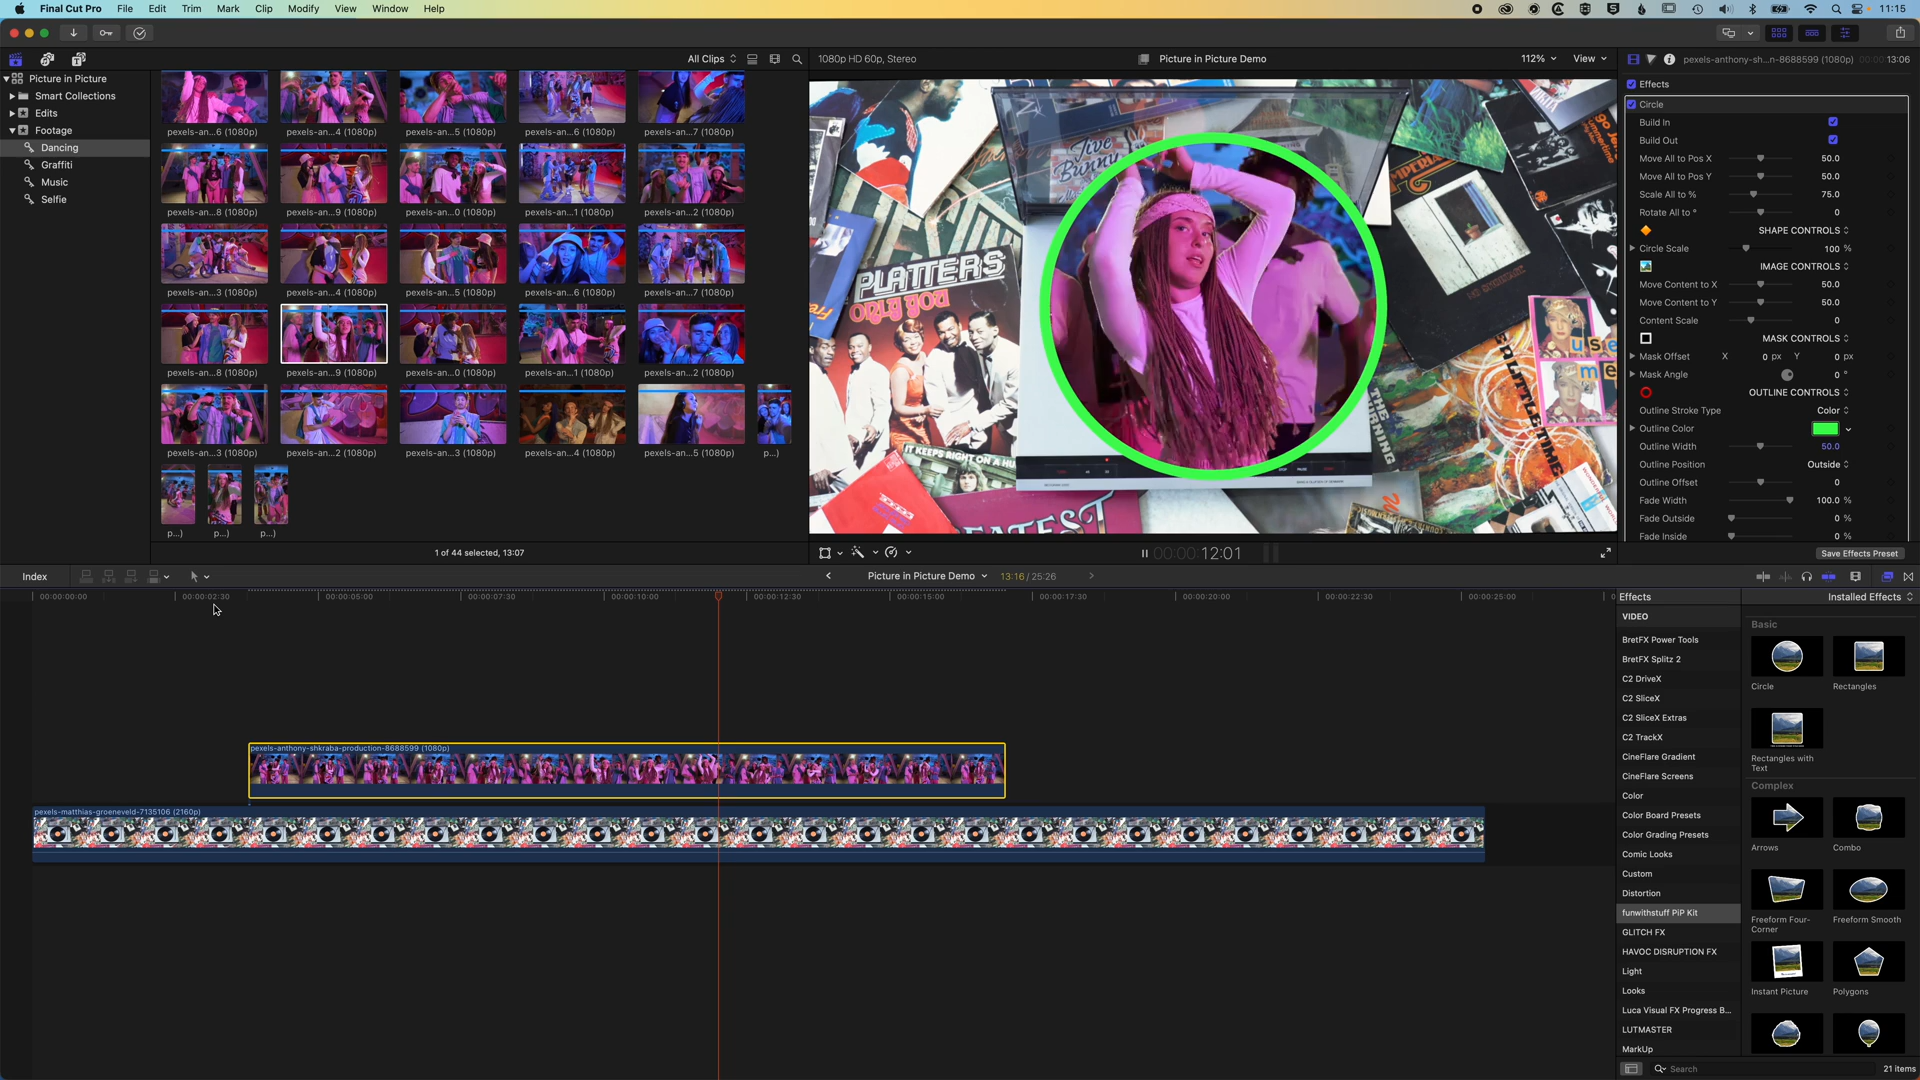 Final Cut Pro File Edit Trim Mark Clip Modify View Window Help 11:15
All Clips 1080p HD 60p, Stereo Picture in Picture Demo 112% View pexels-anthony-sh...n-8688599 (1080p) 00:00:13:06
Picture in Picture
Smart Collections
Edits
Footage
Dancing
Graffiti
Music
Selfie
pexels-an...6 (1080p) pexels-an...4 (1080p) pexels-an...5 (1080p) pexels-an...6 (1080p) pexels-an...7 (1080p)
pexels-an...8 (1080p) pexels-an...9 (1080p) pexels-an...0 (1080p) pexels-an...1 (1080p) pexels-an...2 (1080p)
pexels-an...3 (1080p) pexels-an...4 (1080p) pexels-an...5 (1080p) pexels-an...6 (1080p) pexels-an...7 (1080p)
pexels-an...8 (1080p) pexels-an...9 (1080p) pexels-an...0 (1080p) pexels-an...1 (1080p) pexels-an...2 (1080p)
pexels-an...3 (1080p) pexels-an...2 (1080p) pexels-an...3 (1080p) pexels-an...4 (1080p) pexels-an...5 (1080p) p...)
p...) p...) p...)
1 of 44 selected, 13:07
Jive
Bunny
PLATTERS
only you
IT KEEPS RIGHT ON A HU
THE
BURNING
SPLITTLETIME
use
me
00:00:12:01
Effects
Circle
Build In
Build Out
Move All to Pos X 50.0
Move All to Pos Y 50.0
Scale All to % 75.0
Rotate All to ° 0
SHAPE CONTROLS
Circle Scale 100 %
IMAGE CONTROLS
Move Content to X 50.0
Move Content to Y 50.0
Content Scale 0
MASK CONTROLS
Mask Offset X 0 px Y 0 px
Mask Angle 0 °
OUTLINE CONTROLS
Outline Stroke Type Color
Outline Color
Outline Width 50.0
Outline Position Outside
Outline Offset 0
Fade Width 100.0 %
Fade Outside 0 %
Fade Inside 0 %
Save Effects Preset
Index Picture in Picture Demo 13:16 / 25:26
00:00:00:00 00:00:02:30 00:00:05:00 00:00:07:30 00:00:10:00 00:00:12:30 00:00:15:00 00:00:17:30 00:00:20:00 00:00:22:30 00:00:25:00
pexels-anthony-shkraba-production-8688599 (1080p)
pexels-matthias-groeneveld-7135106 (2160p)
Effects Installed Effects
VIDEO
BretFX Power Tools
BretFX Splitz 2
C2 DriveX
C2 SliceX
C2 SliceX Extras
C2 TrackX
CineFlare Gradient
CineFlare Screens
Color
Color Board Presets
Color Grading Presets
Comic Looks
Custom
Distortion
funwithstuff PiP Kit
GLITCH FX
HAVOC DISRUPTION FX
Light
Looks
Luca Visual FX Progress B...
LUTMASTER
MarkUp
Basic
Circle Rectangles
Rectangles with
Text
Complex
Arrows Combo
Freeform Four-
Corner
Freeform Smooth
Instant Picture Polygons
Search 21 items